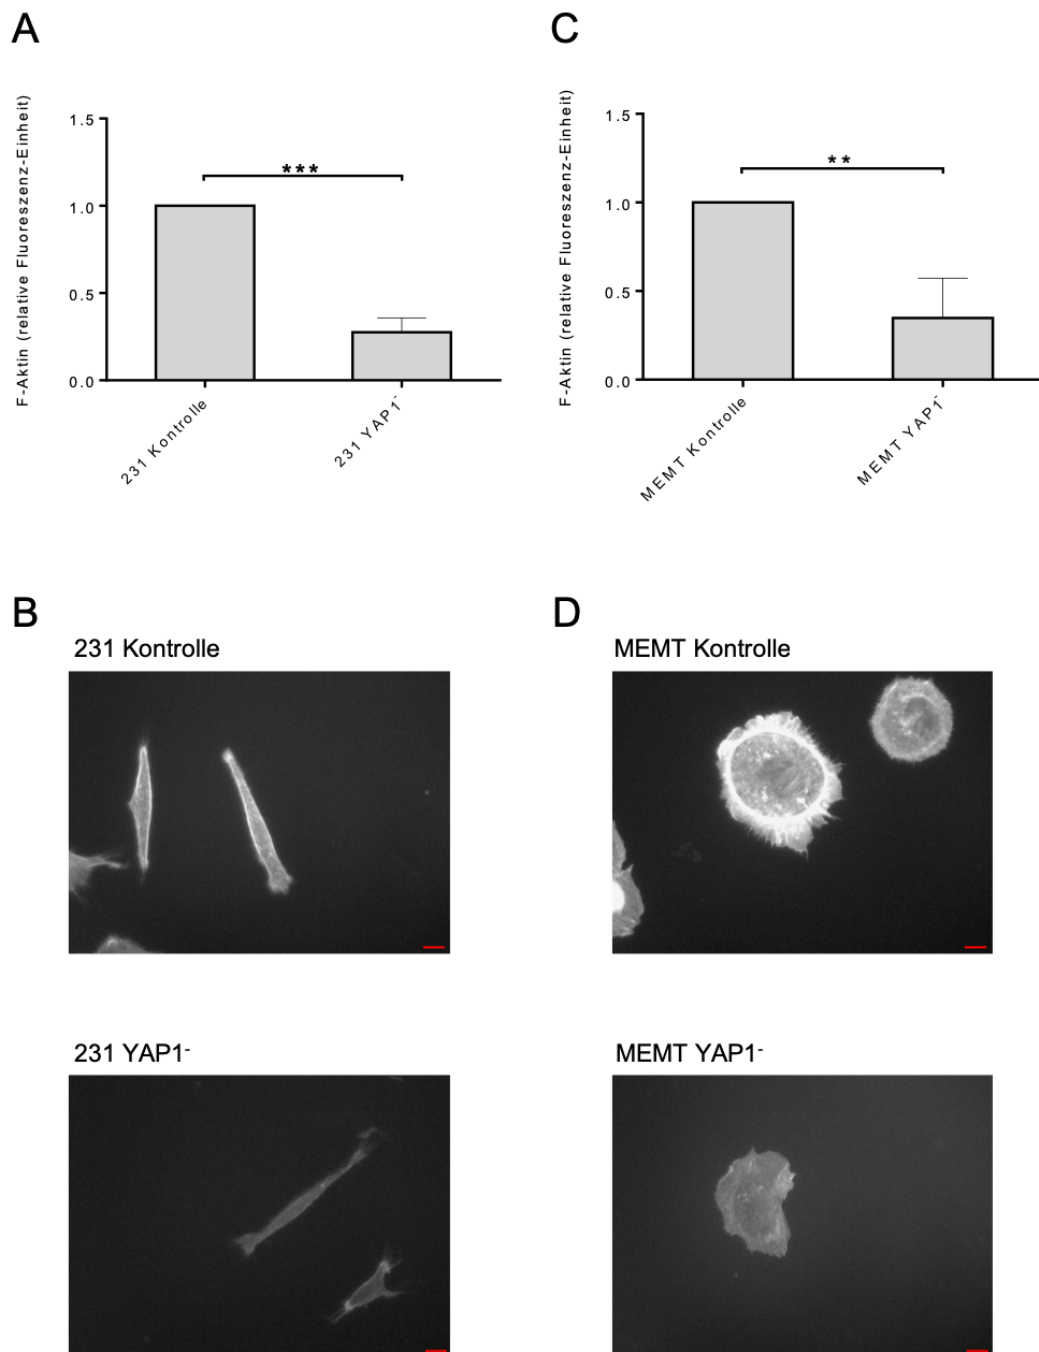 A
F-Aktin (relative Fluoreszenz-Einheit)
1.5
1.0
0.5
0.0
***
231 Kontrolle
231 YAP1⁻
C
F-Aktin (relative Fluoreszenz-Einheit)
1.5
1.0
0.5
0.0
**
MEMT Kontrolle
MEMT YAP1⁻
B
231 Kontrolle
231 YAP1⁻
D
MEMT Kontrolle
MEMT YAP1⁻